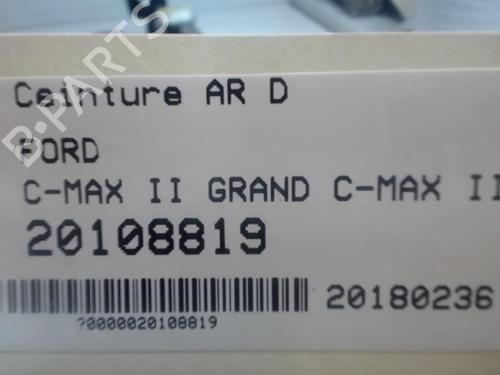 B-PARTS
Ceinture AR D
FORD
C-MAX II GRAND C-MAX II
20108819
20180236
?0000020108819